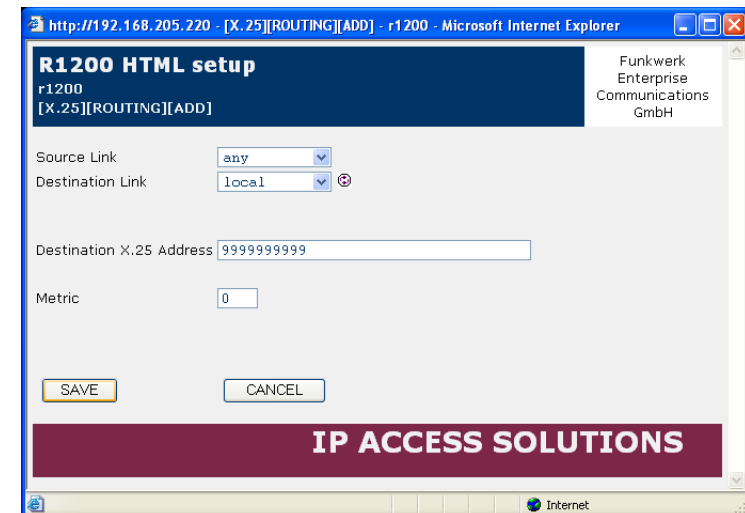 http://192.168.205.220 - [X.25][ROUTING][ADD] - r1200 - Microsoft Internet Explorer
R1200 HTML setup
r1200
[X.25][ROUTING][ADD]
Funkwerk
Enterprise
Communications
GmbH
Source Link any
Destination Link local
Destination X.25 Address 9999999999
Metric 0
SAVE CANCEL
IP ACCESS SOLUTIONS
Internet